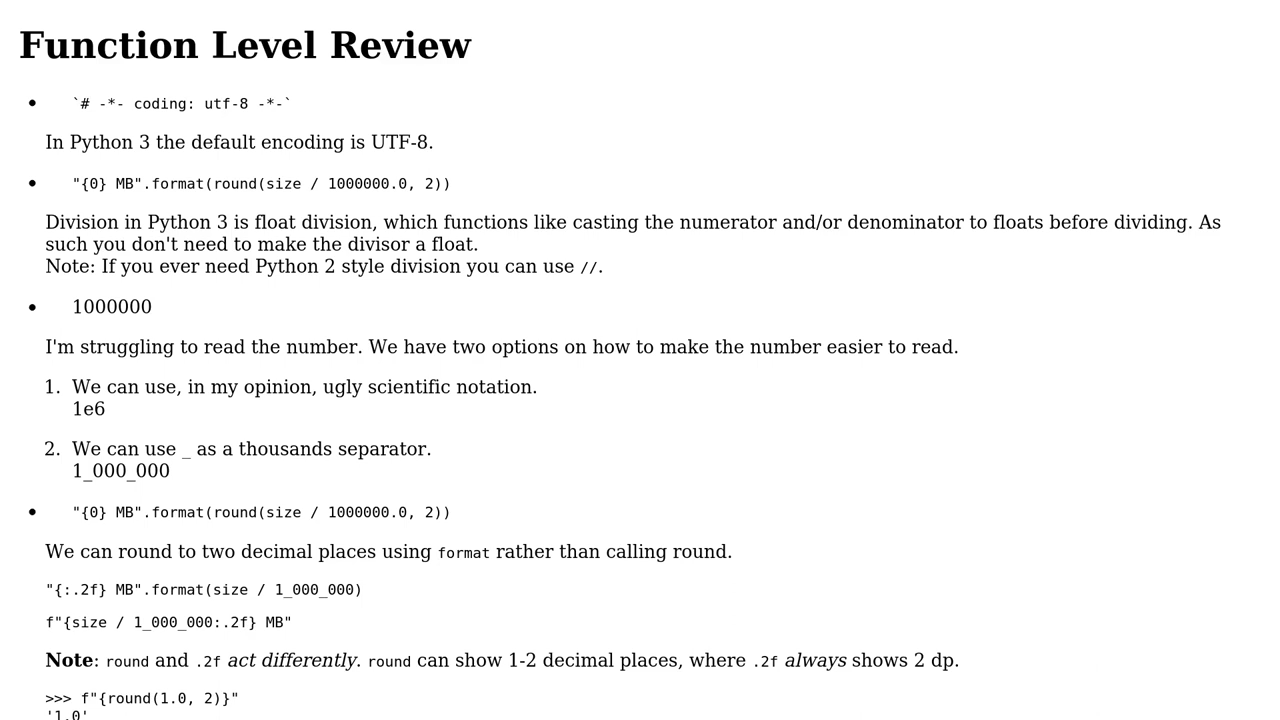 Function Level Review
• `# -*- coding: utf-8 -*-`
In Python 3 the default encoding is UTF-8.
• "{0} MB".format(round(size / 1000000.0, 2))
Division in Python 3 is float division, which functions like casting the numerator and/or denominator to floats before dividing. As
such you don't need to make the divisor a float.
Note: If you ever need Python 2 style division you can use //.
• 1000000
I'm struggling to read the number. We have two options on how to make the number easier to read.
1. We can use, in my opinion, ugly scientific notation.
1e6
2. We can use _ as a thousands separator.
1_000_000
• "{0} MB".format(round(size / 1000000.0, 2))
We can round to two decimal places using format rather than calling round.
"{:.2f} MB".format(size / 1_000_000)
f"{size / 1_000_000:.2f} MB"
Note: round and .2f act differently. round can show 1-2 decimal places, where .2f always shows 2 dp.
>>> f"{round(1.0, 2)}"
'1.0'